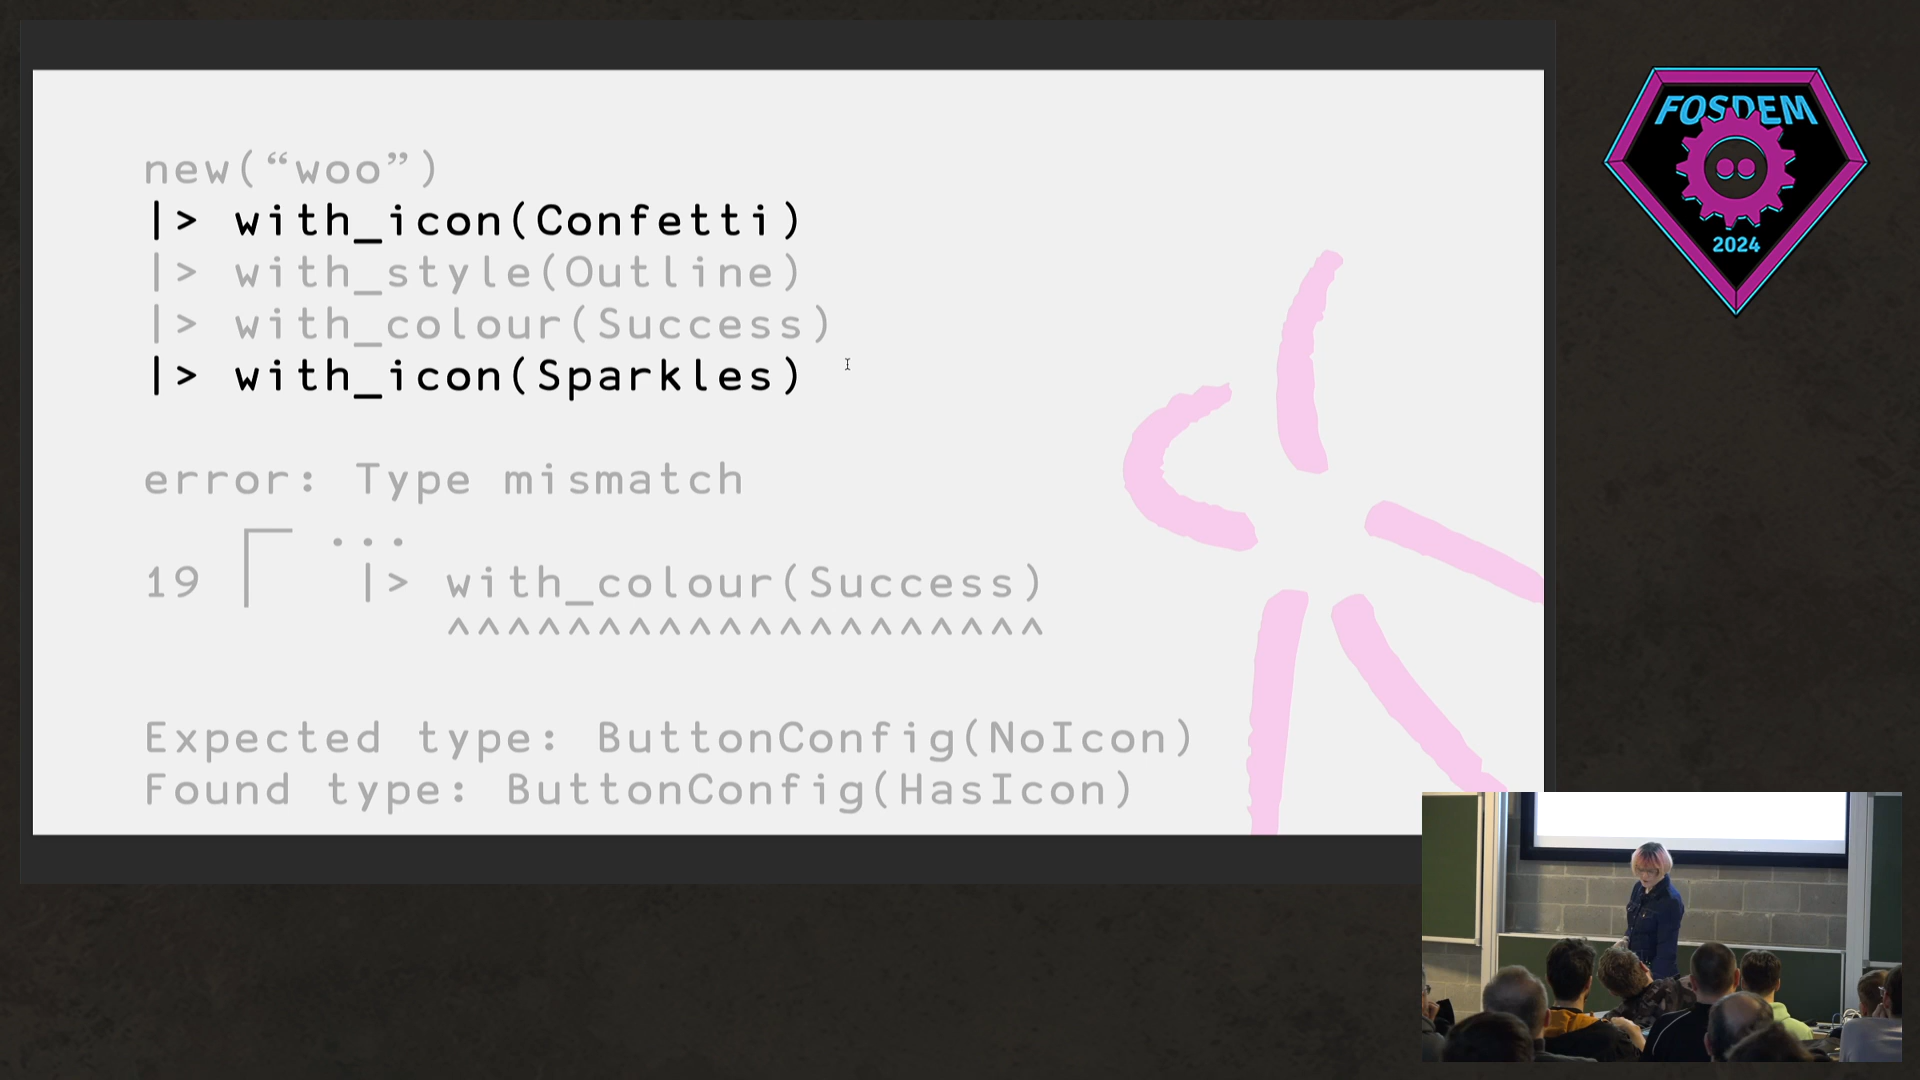 new(“woo”)
|> with_icon(Confetti)
|> with_style(Outline)
|> with_colour(Success)
|> with_icon(Sparkles)
error: Type mismatch
...
19 |> with_colour(Success)
^^^^^^^^^^^^^^^^^^^^
Expected type: ButtonConfig(NoIcon)
Found type: ButtonConfig(HasIcon)
FOSDEM
2024